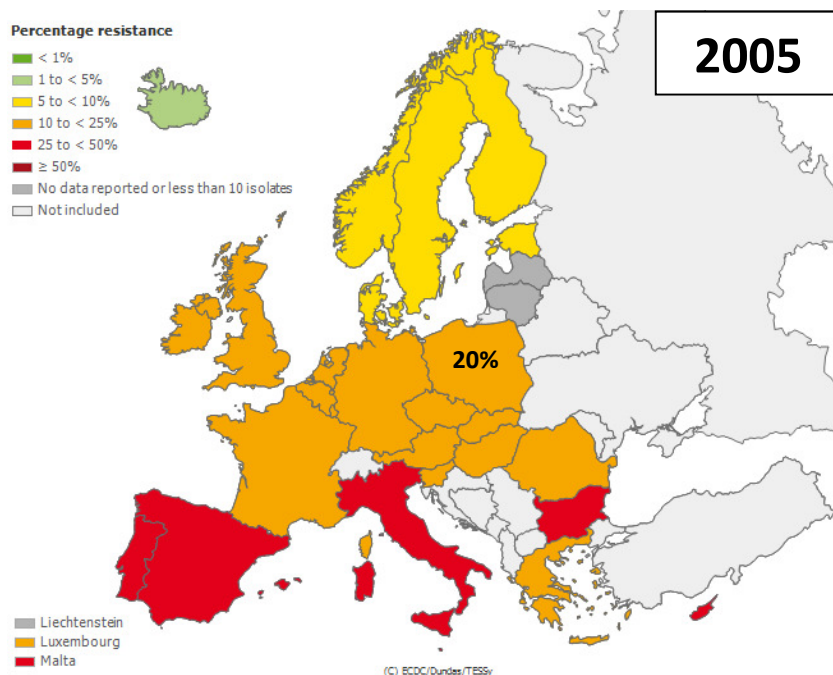 2005
Percentage resistance
< 1%
1 to < 5%
5 to < 10%
10 to < 25%
25 to < 50%
≥ 50%
No data reported or less than 10 isolates
Not included
20%
Liechtenstein
Luxembourg
Malta
(C) ECDC/Dundas/TESSy